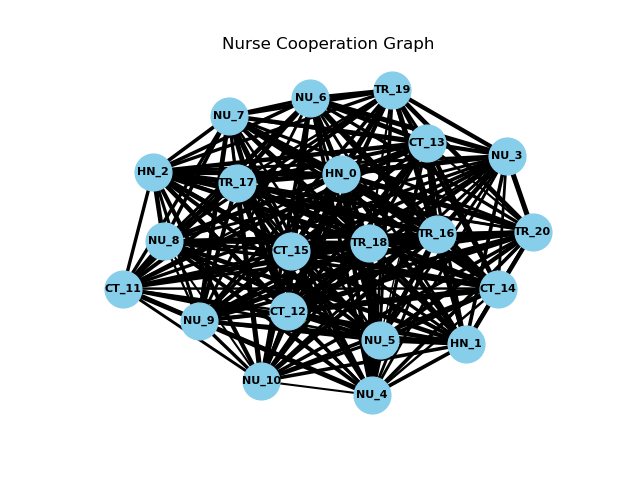 Nurse Cooperation Graph
TR_19
NU_6
NU_7
CT_13
NU_3
HN_2
HN_0
TR_17
TR_20
TR_16
NU_8
TR_18
CT_15
CT_11
CT_14
CT_12
NU_9
NU_5
HN_1
NU_10
NU_4